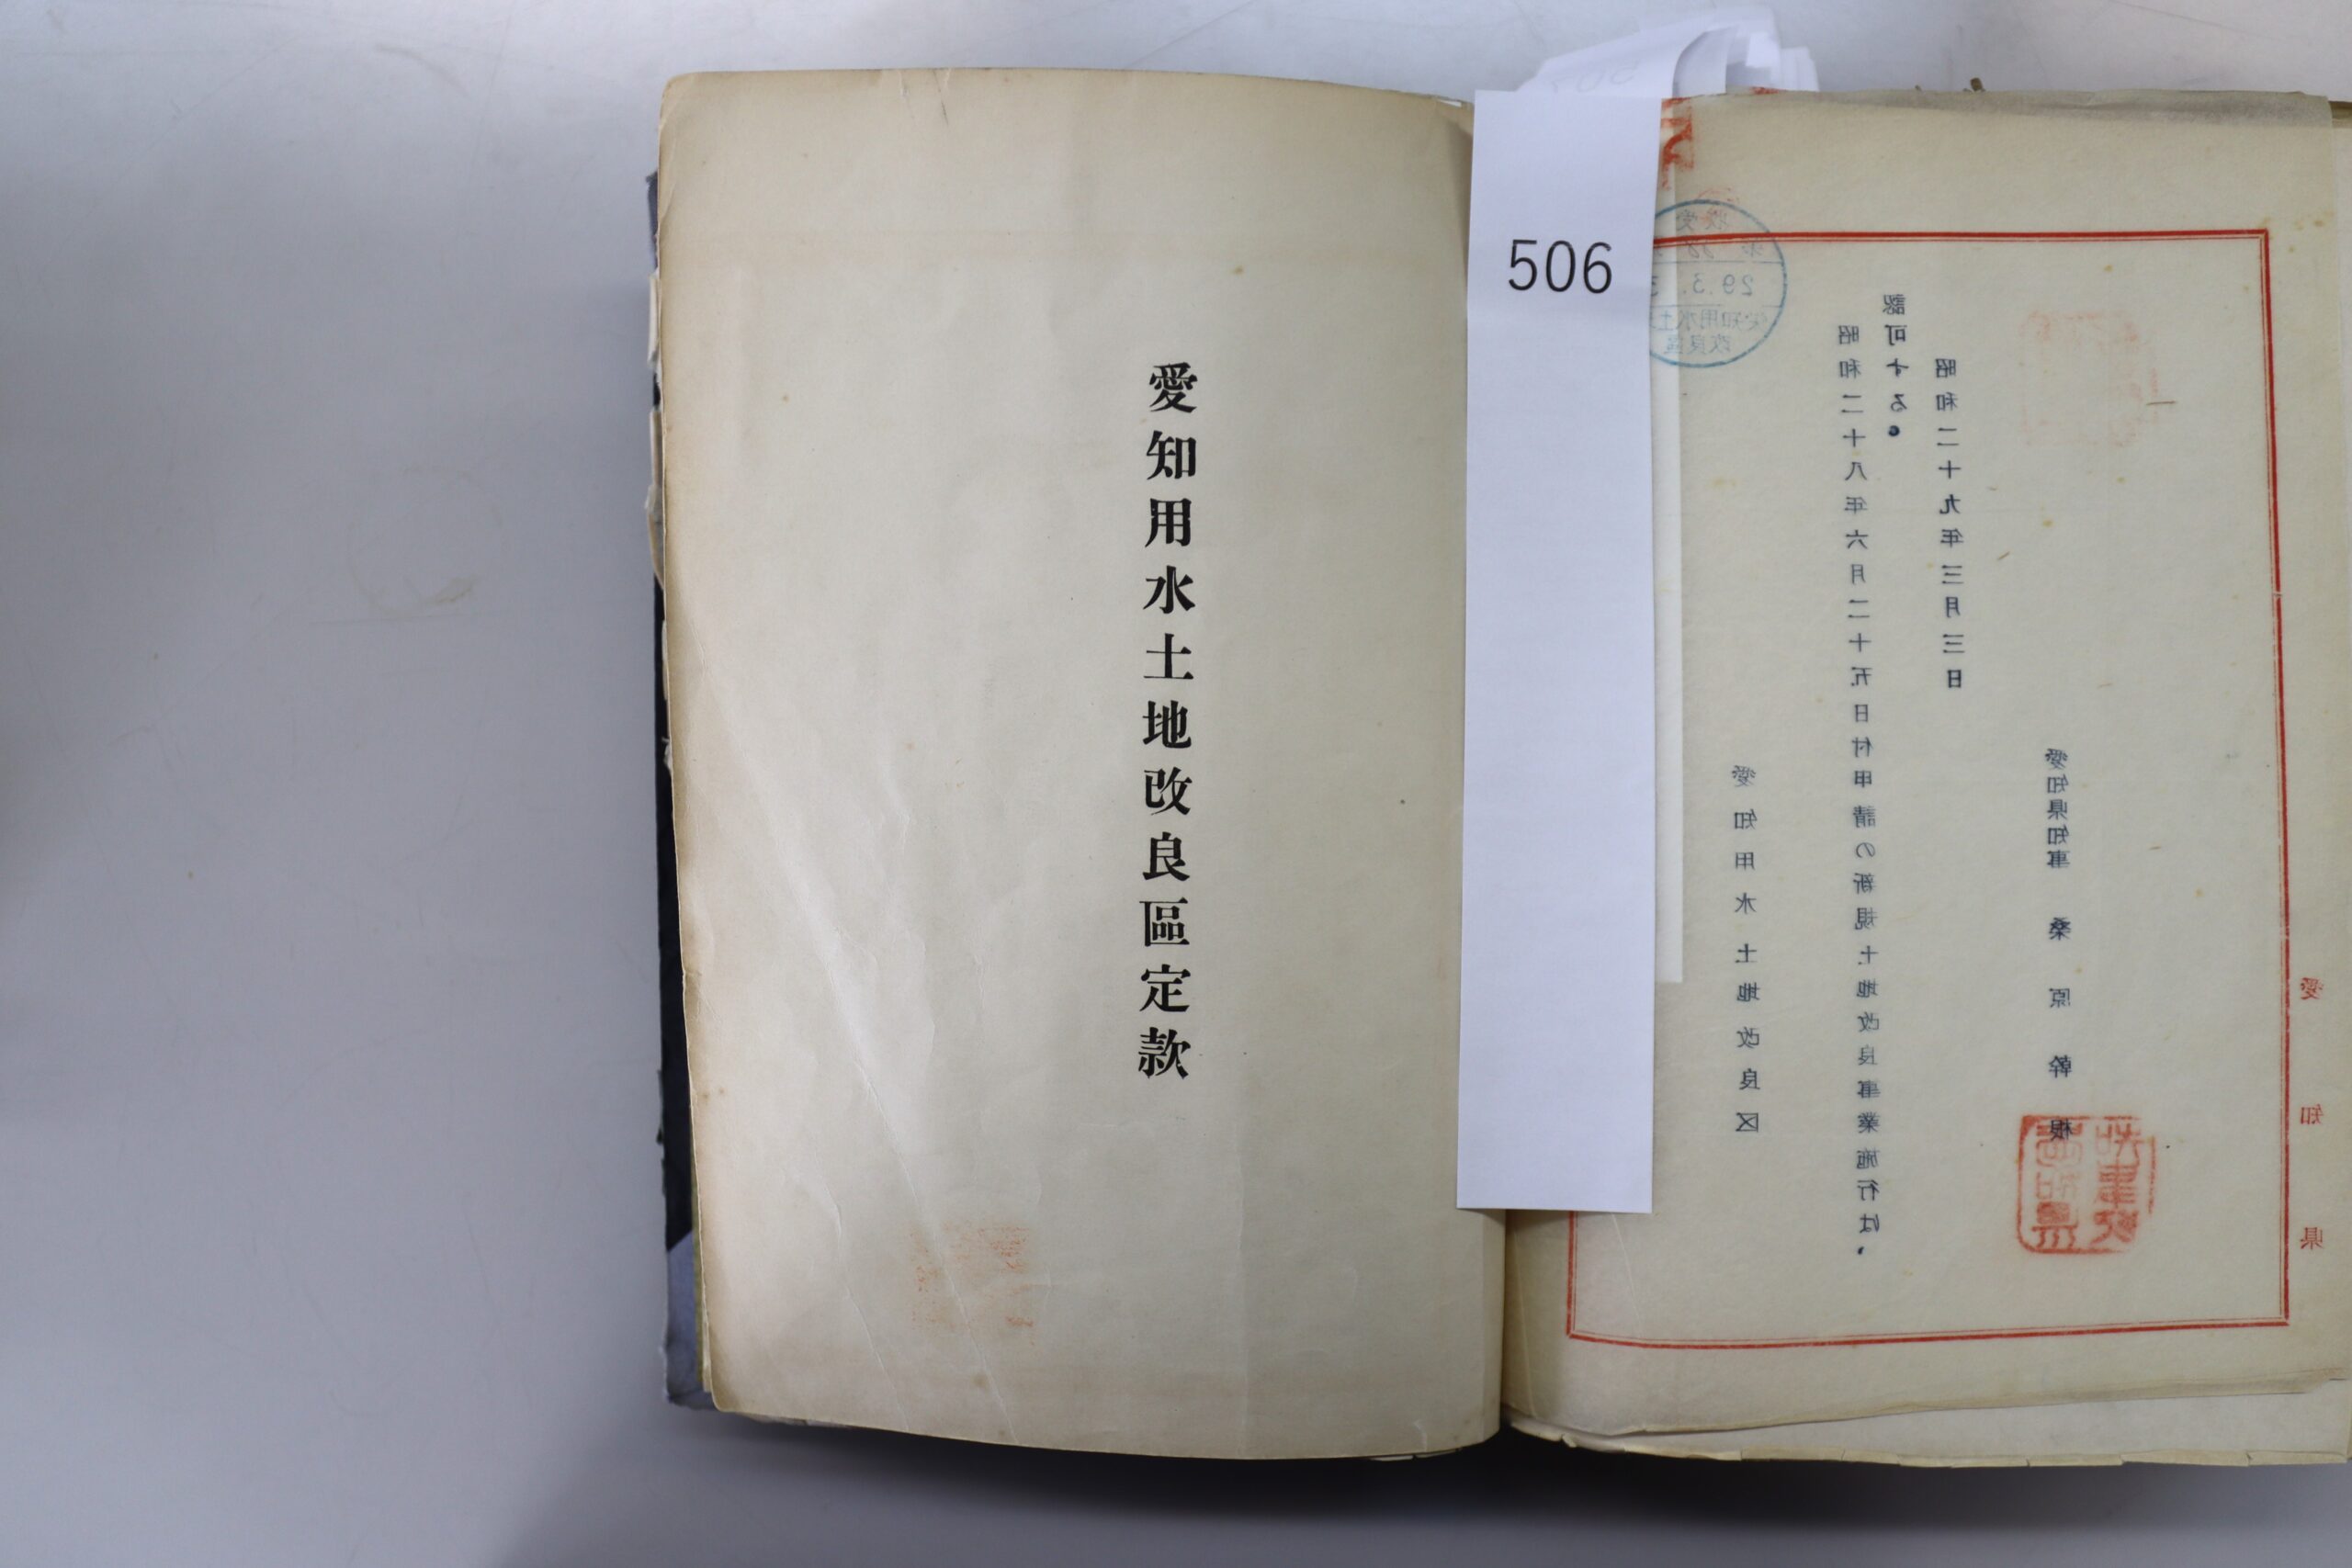 愛知用水土地改良區定款
506
愛知用水土地改良区
昭和二十八年六月二十五日付申請の新規土地改良事業施行は、
認可する。
昭和二十九年三月三日
愛知県知事 桑原幹根
愛知県
29.3.3
愛知用水土
改良區